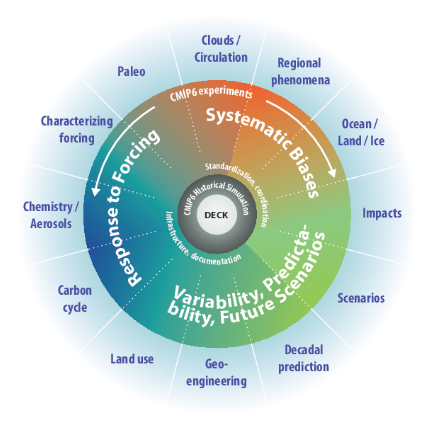 Clouds /
Circulation
Regional
phenomena
Ocean /
Land / Ice
Impacts
Scenarios
Decadal
prediction
Geo-
engineering
Land use
Carbon
cycle
Chemistry /
Aerosols
Characterizing
forcing
Paleo
CMIP6 experiments
Systematic Biases
Variability, Predicta-
bility, Future Scenarios
Response to Forcing
Standardization, coordination
Infrastructure, documentation
CMIP6 Historical Simulation
DECK